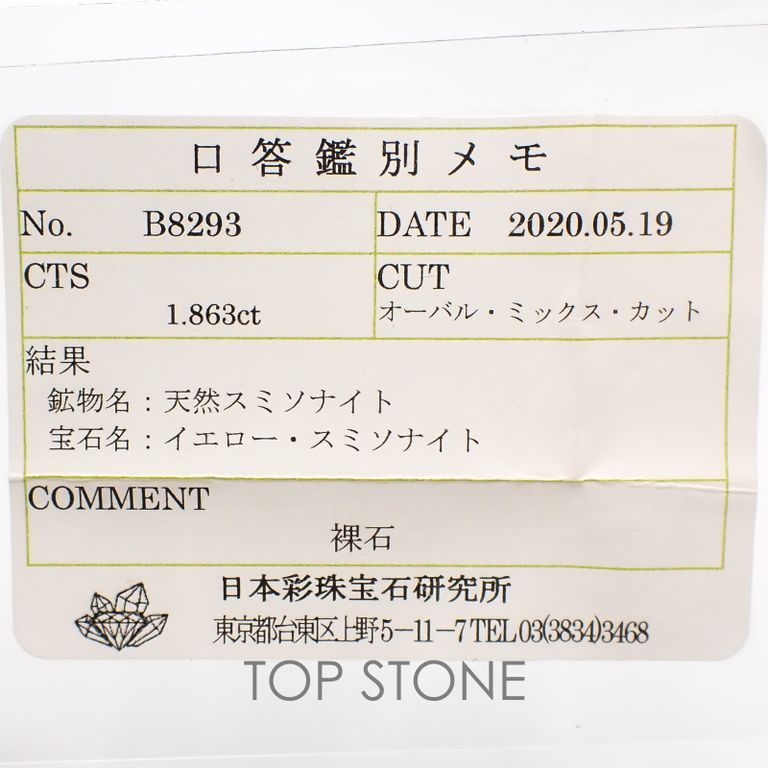 口答鑑別メモ
No. B8293 DATE 2020.05.19
CTS CUT
1.863ct オーバル・ミックス・カット
結果
鉱物名：天然スミソナイト
宝石名：イエロー・スミソナイト
COMMENT
裸石
日本彩珠宝石研究所
東京都台東区上野5-11-7 TEL 03(3834)3468
TOP STONE